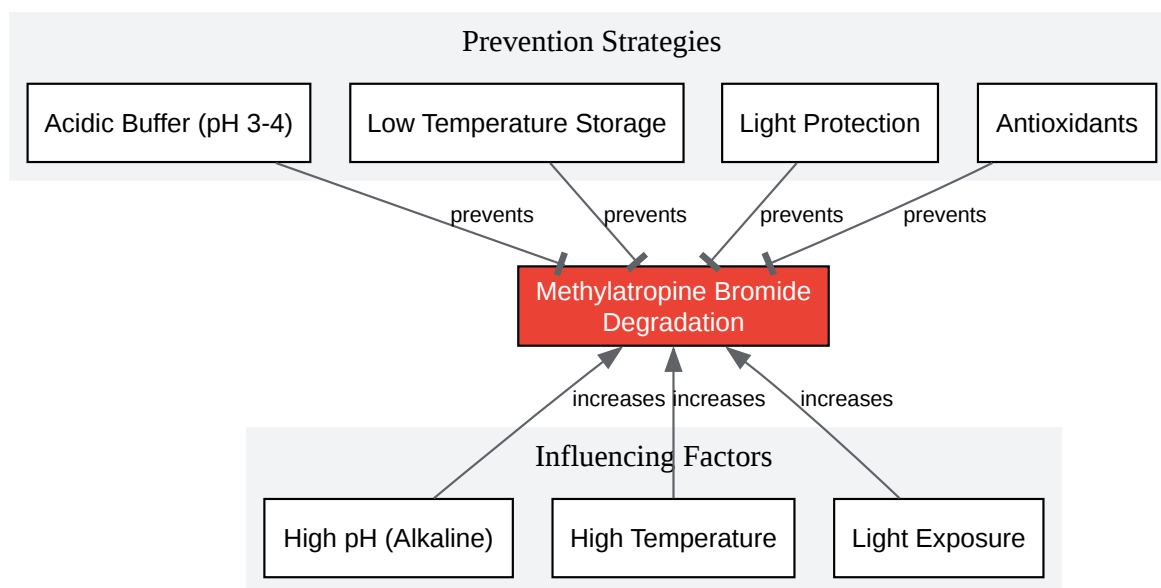 Prevention Strategies
Acidic Buffer (pH 3-4)
Low Temperature Storage
Light Protection
Antioxidants
prevents
prevents
prevents
prevents
Methylatropine Bromide
Degradation
increases
increases
increases
Influencing Factors
High pH (Alkaline)
High Temperature
Light Exposure